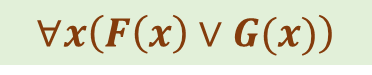 ∀x(F(x) ∨ G(x))